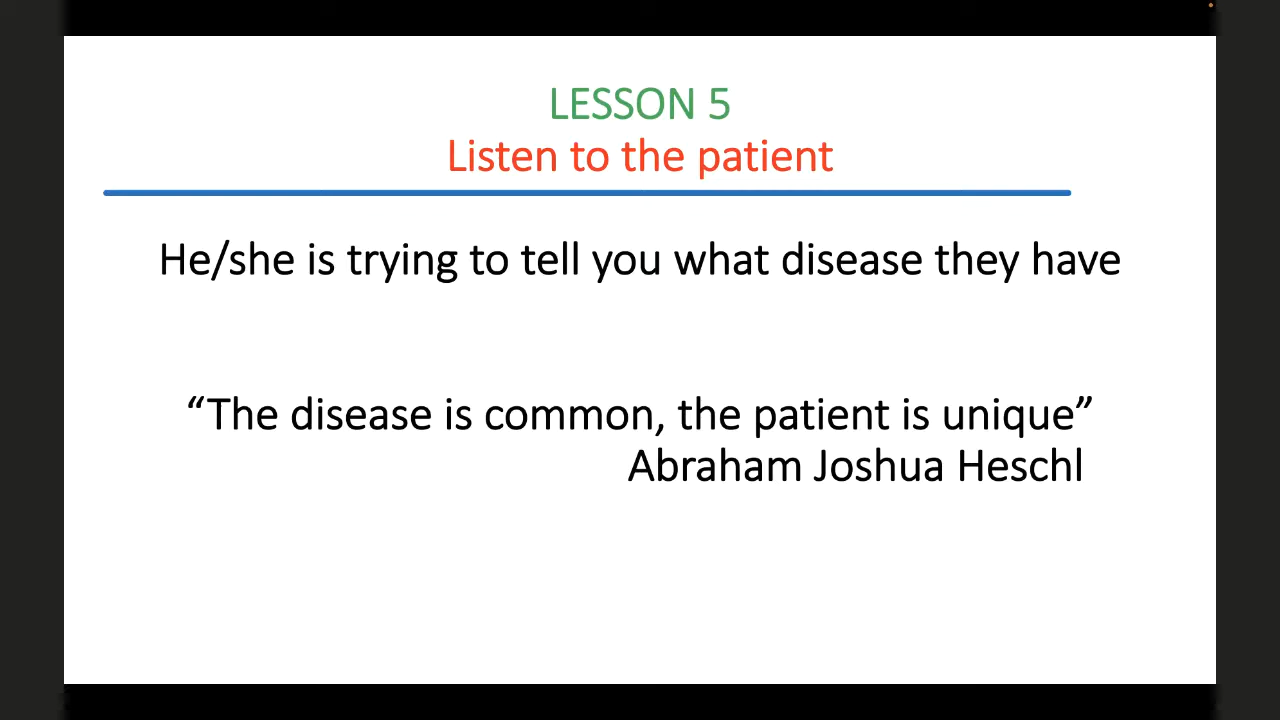 LESSON 5
Listen to the patient
He/she is trying to tell you what disease they have
“The disease is common, the patient is unique”
Abraham Joshua Heschl